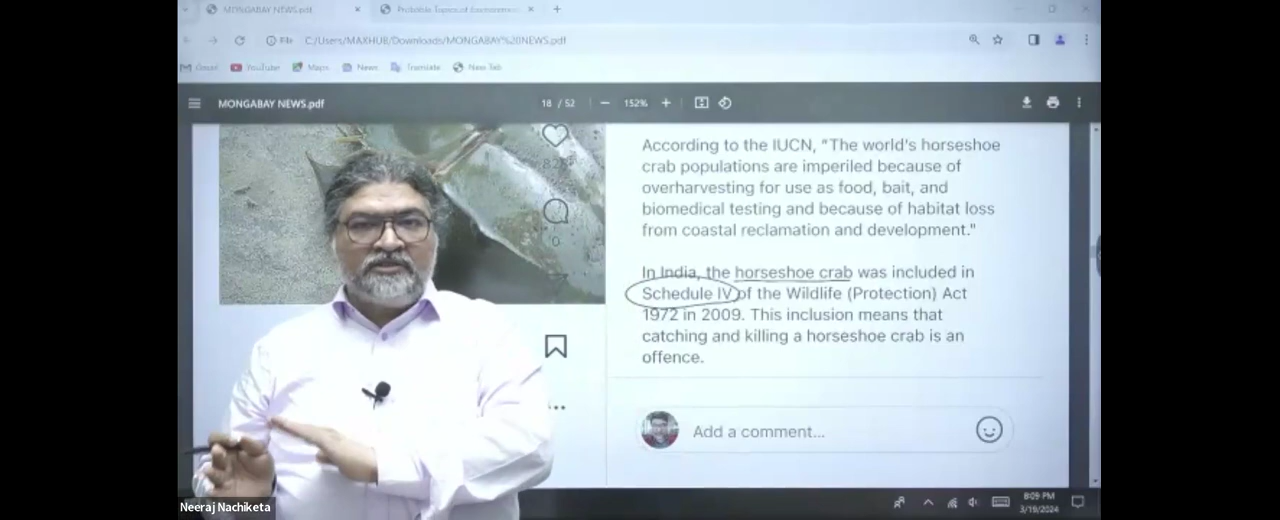 MONGABAY NEWS.pdf
Probable Topics of Environment
File
C:/Users/MAXHUB/Downloads/MONGABAY%20NEWS.pdf
Gmail
YouTube
Maps
News
Translate
New Tab
MONGABAY NEWS.pdf
18 / 52
152%
According to the IUCN, "The world's horseshoe
crab populations are imperiled because of
overharvesting for use as food, bait, and
biomedical testing and because of habitat loss
from coastal reclamation and development."
In India, the horseshoe crab was included in
Schedule IV of the Wildlife (Protection) Act
1972 in 2009. This inclusion means that
catching and killing a horseshoe crab is an
offence.
0
Add a comment...
Neeraj Nachiketa
8:09 PM
3/19/2024